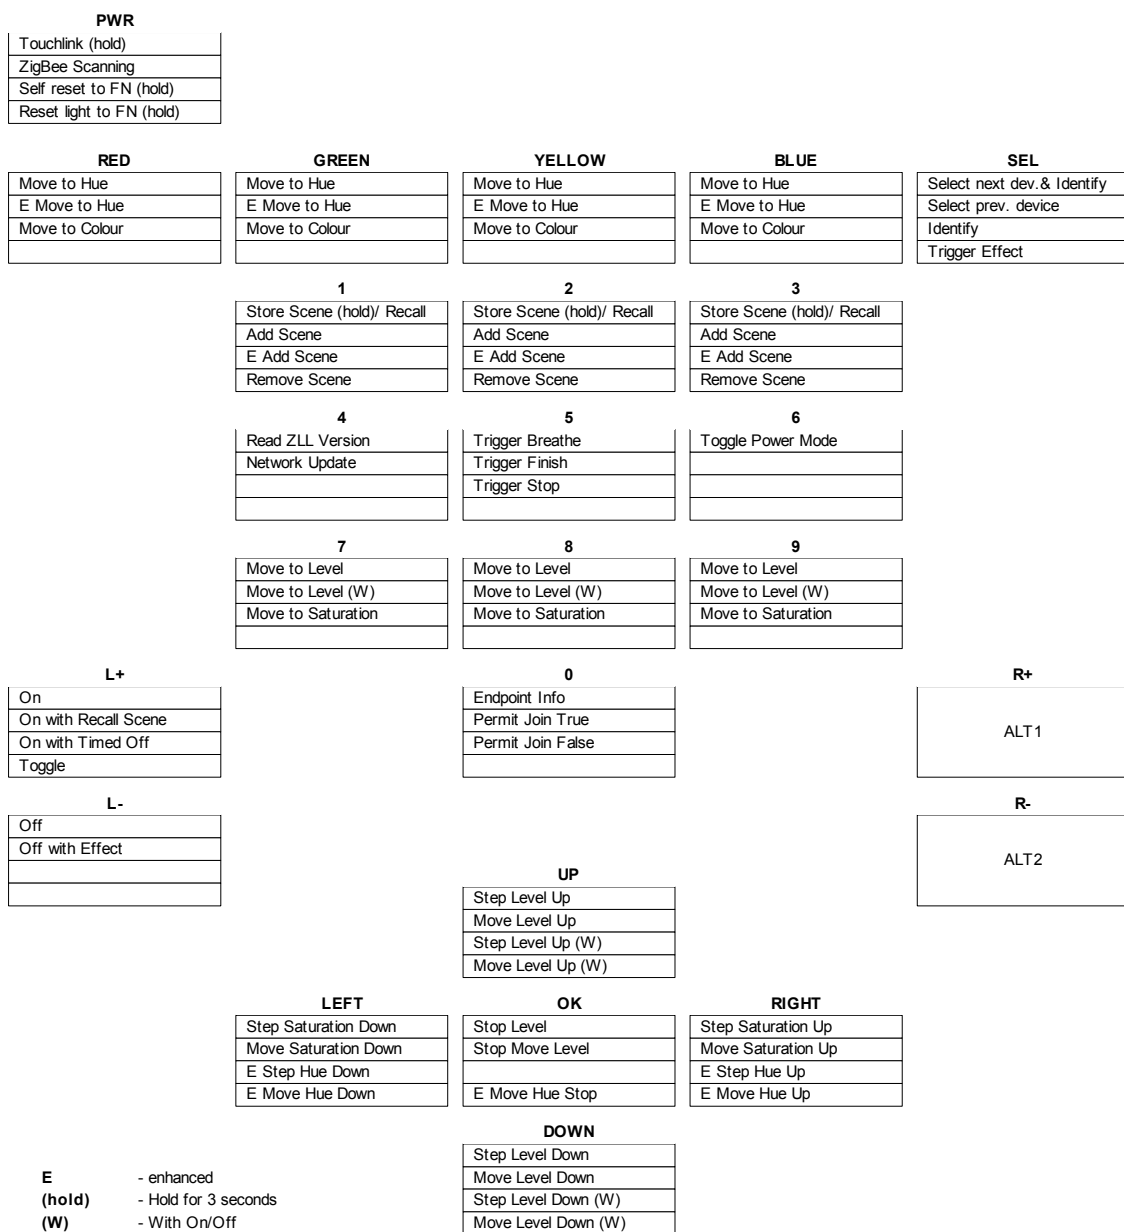 PWR
Touchlink (hold)
ZigBee Scanning
Self reset to FN (hold)
Reset light to FN (hold)
RED GREEN YELLOW BLUE SEL
Move to Hue Move to Hue Move to Hue Move to Hue Select next dev.& Identify
E Move to Hue E Move to Hue E Move to Hue E Move to Hue Select prev. device
Move to Colour Move to Colour Move to Colour Move to Colour Identify
Trigger Effect
1 2 3
Store Scene (hold)/ Recall Store Scene (hold)/ Recall Store Scene (hold)/ Recall
Add Scene Add Scene Add Scene
E Add Scene E Add Scene E Add Scene
Remove Scene Remove Scene Remove Scene
4 5 6
Read ZLL Version Trigger Breathe Toggle Power Mode
Network Update Trigger Finish
Trigger Stop
7 8 9
Move to Level Move to Level Move to Level
Move to Level (W) Move to Level (W) Move to Level (W)
Move to Saturation Move to Saturation Move to Saturation
L+ 0 R+
On Endpoint Info
On with Recall Scene Permit Join True
ALT1
On with Timed Off Permit Join False
Toggle
L- R-
Off
Off with Effect
ALT2
UP
Step Level Up
Move Level Up
Step Level Up (W)
Move Level Up (W)
LEFT OK RIGHT
Step Saturation Down Stop Level Step Saturation Up
Move Saturation Down Stop Move Level Move Saturation Up
E Step Hue Down E Step Hue Up
E Move Hue Down E Move Hue Stop E Move Hue Up
DOWN
Step Level Down
E - enhanced Move Level Down
(hold) - Hold for 3 seconds Step Level Down (W)
(W) - With On/Off Move Level Down (W)